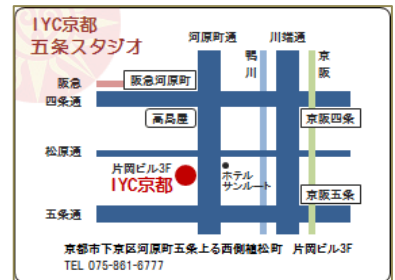 IYC京都
五条スタジオ
河原町通
川端通
鴨川
京阪
阪急
阪急河原町
四条通
高島屋
京阪四条
松原通
片岡ビル3F
IYC京都
ホテル
サンルート
京阪五条
五条通
京都市下京区河原町五条上る西側植松町 片岡ビル3F
TEL 075-861-6777